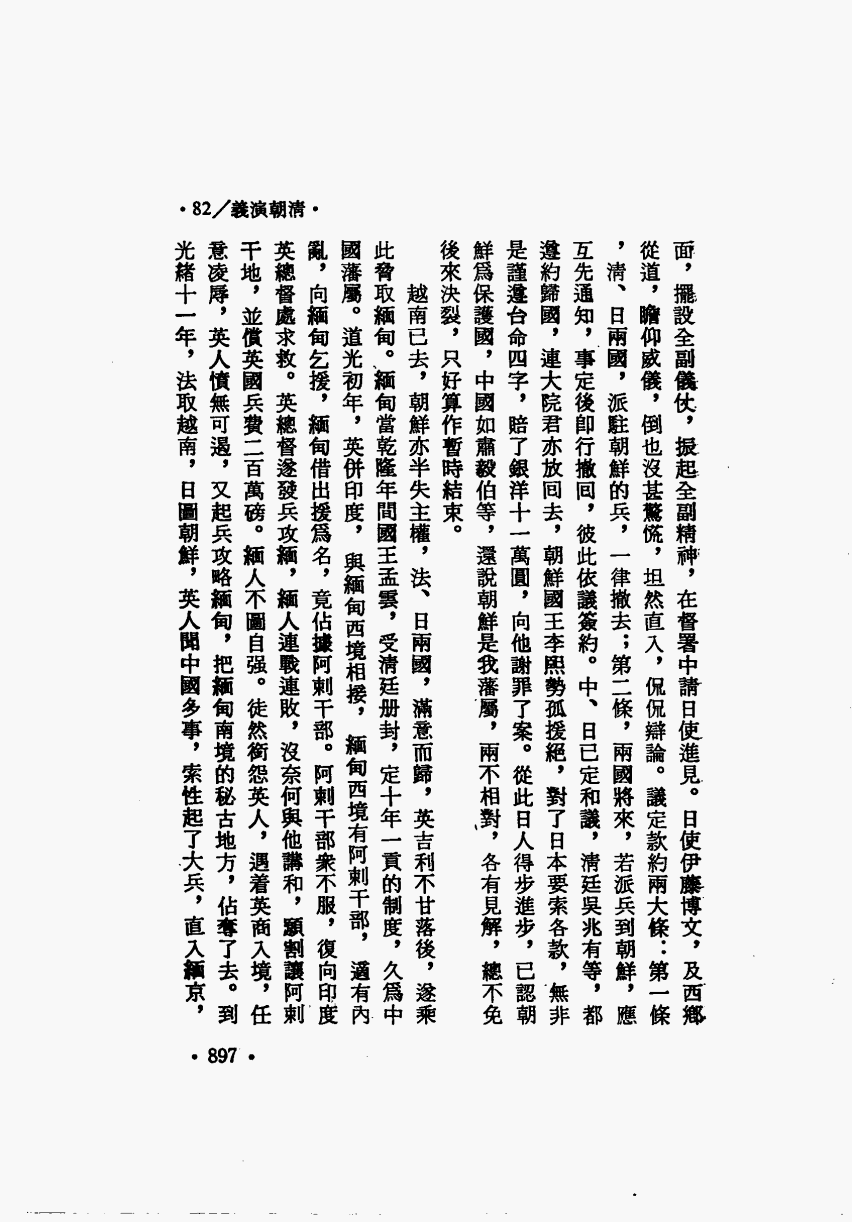 •82／義演朝清•
面，擺設全副儀仗，振起全副精神，在督署中請日使進見。日使伊藤博文，及西鄉
從道，瞻仰威儀，倒也沒甚驚慌，坦然直入，侃侃辯論。議定款約兩大條：第一條
，清、日兩國，派駐朝鮮的兵，一律撤去；第二條，兩國將來，若派兵到朝鮮，應
互先通知，事定後卽行撤回，彼此依議簽約。中、日已定和議，清廷吳兆有等，都
遵約歸國，連大院君亦放回去，朝鮮國王李熙勢孤援絕，對了日本要索各款，無非
是謹遵台命四字，賠了銀洋十一萬圓，向他謝罪了案。從此日人得步進步，已認朝
鮮爲保護國，中國如肅毅伯等，還說朝鮮是我藩屬，兩不相對，各有見解，總不免
後來決裂，只好算作暫時結束。
越南已去，朝鮮亦半失主權，法、日兩國，滿意而歸，英吉利不甘落後，遂乘
此脅取緬甸。緬甸當乾隆年間國王孟雲，受清廷册封，定十年一貢的制度，久爲中
國藩屬。道光初年，英併印度，與緬甸西境相接，緬甸西境有阿剌干部，適有內
亂，向緬甸乞援，緬甸借出援爲名，竟佔據阿剌干部。阿剌干部衆不服，復向印度
英總督處求救。英總督遂發兵攻緬，緬人連戰連敗，沒奈何與他講和，願割讓阿剌
干地，並償英國兵費二百萬磅。緬人不圖自强。徒然銜怨英人，遇着英商入境，任
意凌辱，英人憤無可遏，又起兵攻略緬甸，把緬甸南境的秘古地方，佔奪了去。到
光緒十一年，法取越南，日圖朝鮮，英人聞中國多事，索性起了大兵，直入緬京，
•897•